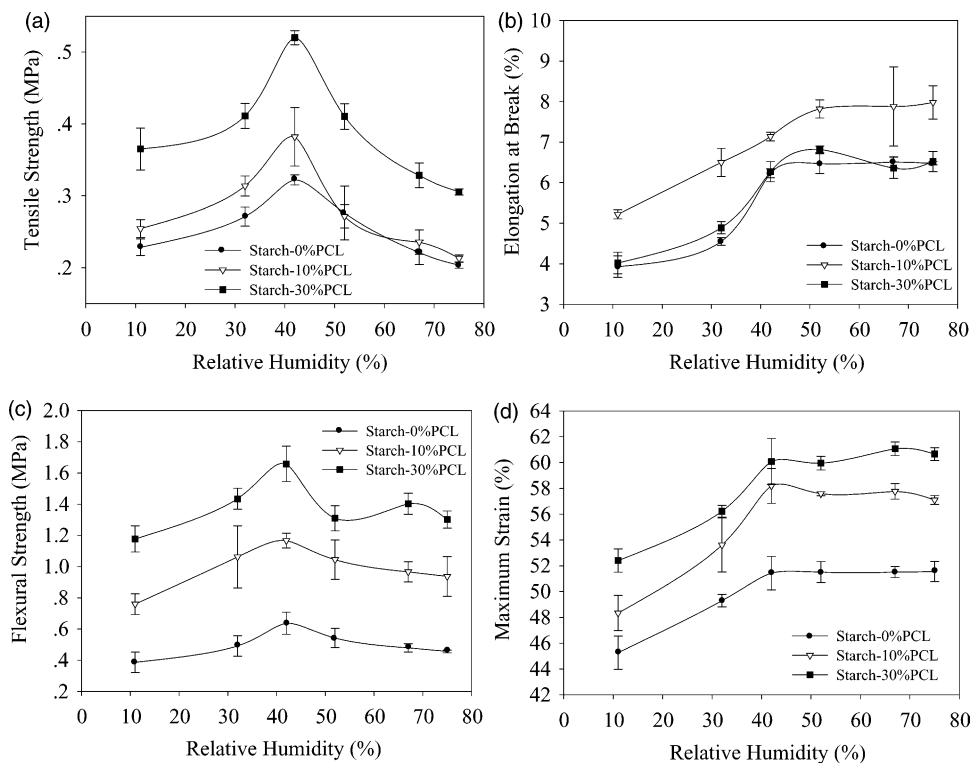 (a)
Tensile Strength (MPa)
.5
.4
.3
.2
0 10 20 30 40 50 60 70 80
Relative Humidity (%)
Starch-0%PCL
Starch-10%PCL
Starch-30%PCL
(b)
Elongation at Break (%)
10
9
8
7
6
5
4
3
0 10 20 30 40 50 60 70 80
Relative Humidity (%)
Starch-0%PCL
Starch-10%PCL
Starch-30%PCL
(c)
Flexural Strength (MPa)
2.0
1.8
1.6
1.4
1.2
1.0
.8
.6
.4
.2
0 10 20 30 40 50 60 70 80
Relative Humidity (%)
Starch-0%PCL
Starch-10%PCL
Starch-30%PCL
(d)
Maximum Strain (%)
64
62
60
58
56
54
52
50
48
46
44
42
0 10 20 30 40 50 60 70 80
Relative Humidity (%)
Starch-0%PCL
Starch-10%PCL
Starch-30%PCL